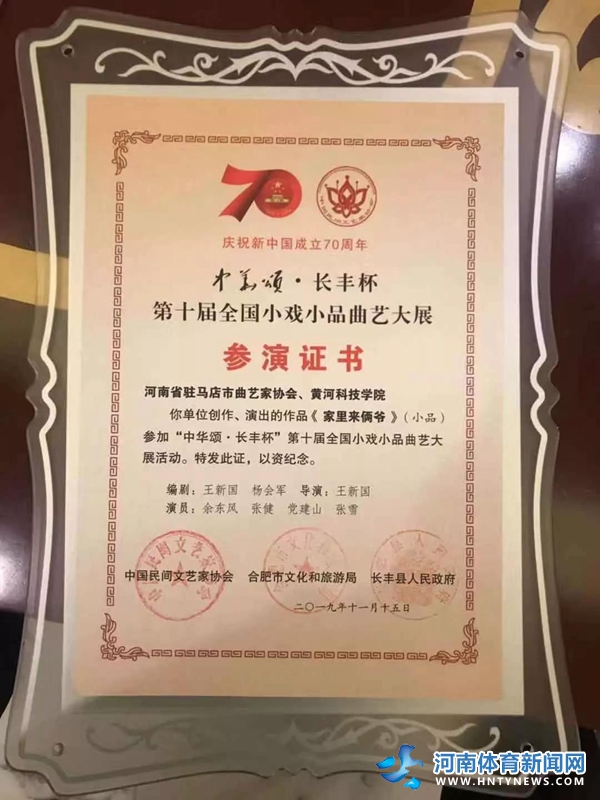 70
庆祝新中国成立70周年
中华颂·长丰杯
第十届全国小戏小品曲艺大展
参演证书
河南省驻马店市曲艺家协会、黄河科技学院
你单位创作、演出的作品《家里来俩爷》（小品）
参加“中华颂·长丰杯”第十届全国小戏小品曲艺大
展活动。特发此证，以资纪念。
编剧：王新国 杨会军 导演：王新国
演员：余东风 张健 党建山 张雪
中国民间文艺家协会 合肥市文化和旅游局 长丰县人民政府
二〇一九年十一月十五日
河南体育新闻网
WWW.HNTYNEWS.COM